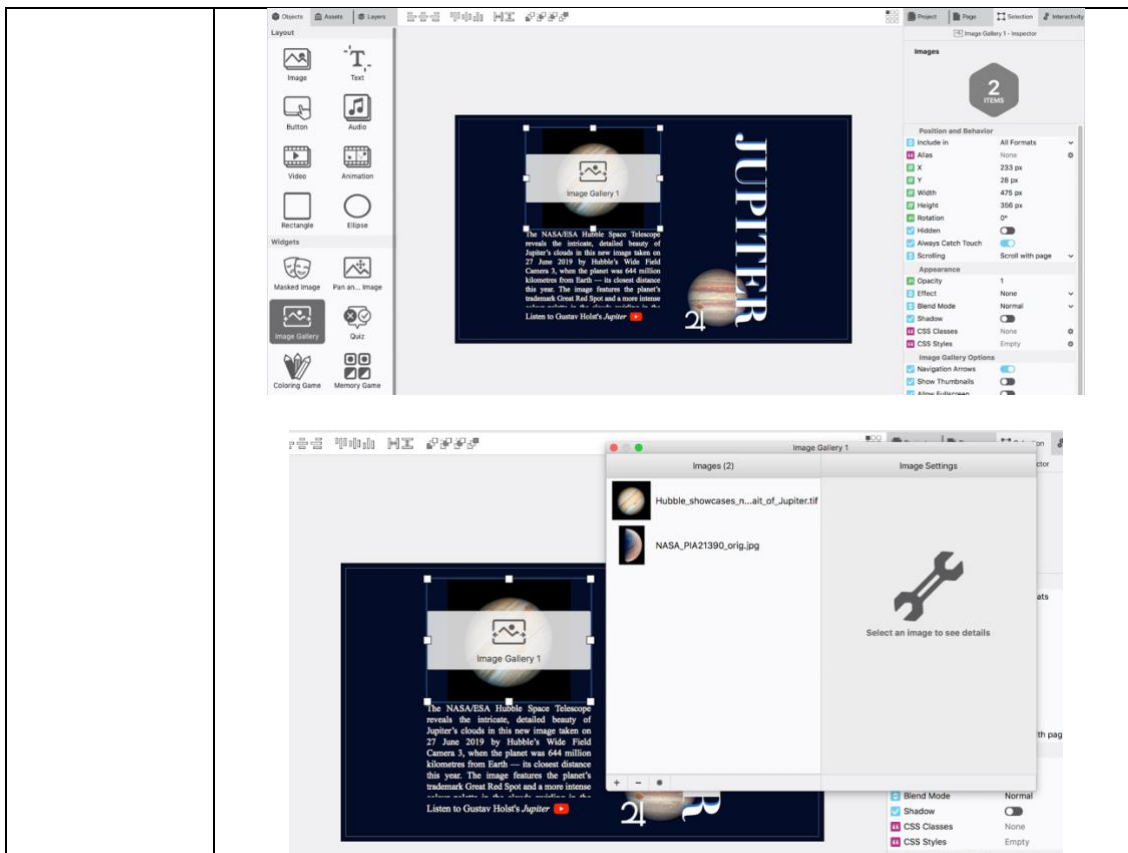 Objects Assets Layers
Project Page Selection Interactivity
Layout
Image Gallery 1 - Inspector
Image Text
Button Audio
Video Animation
Rectangle Ellipse
Widgets
Masked Image Pan an... Image
Image Gallery Quiz
Coloring Game Memory Game
Image Gallery 1
JUPITER
The NASA/ESA Hubble Space Telescope
reveals the intricate, detailed beauty of
Jupiter's clouds in this new image taken on
27 June 2019 by Hubble's Wide Field
Camera 3, when the planet was 644 million
kilometres from Earth — its closest distance
this year. The image features the planet's
trademark Great Red Spot and a more intense
Listen to Gustav Holst's Jupiter
♃
Images
2
ITEMS
Position and Behavior
Include in All Formats
Alias None
X 233 px
Y 28 px
Width 475 px
Height 356 px
Rotation 0°
Hidden
Always Catch Touch
Scrolling Scroll with page
Appearance
Opacity 1
Effect None
Blend Mode Normal
Shadow
CSS Classes None
CSS Styles Empty
Image Gallery Options
Navigation Arrows
Show Thumbnails
Allow Fullscreen
Image Gallery 1
Images (2) Image Settings
Hubble_showcases_n...ait_of_Jupiter.tif
NASA_PIA21390_orig.jpg
Select an image to see details
+ -
Image Gallery 1
The NASA/ESA Hubble Space Telescope
reveals the intricate, detailed beauty of
Jupiter's clouds in this new image taken on
27 June 2019 by Hubble's Wide Field
Camera 3, when the planet was 644 million
kilometres from Earth — its closest distance
this year. The image features the planet's
trademark Great Red Spot and a more intense
Listen to Gustav Holst's Jupiter
♃ R
ctor
ats
th pag
Blend Mode Normal
Shadow
CSS Classes None
CSS Styles Empty